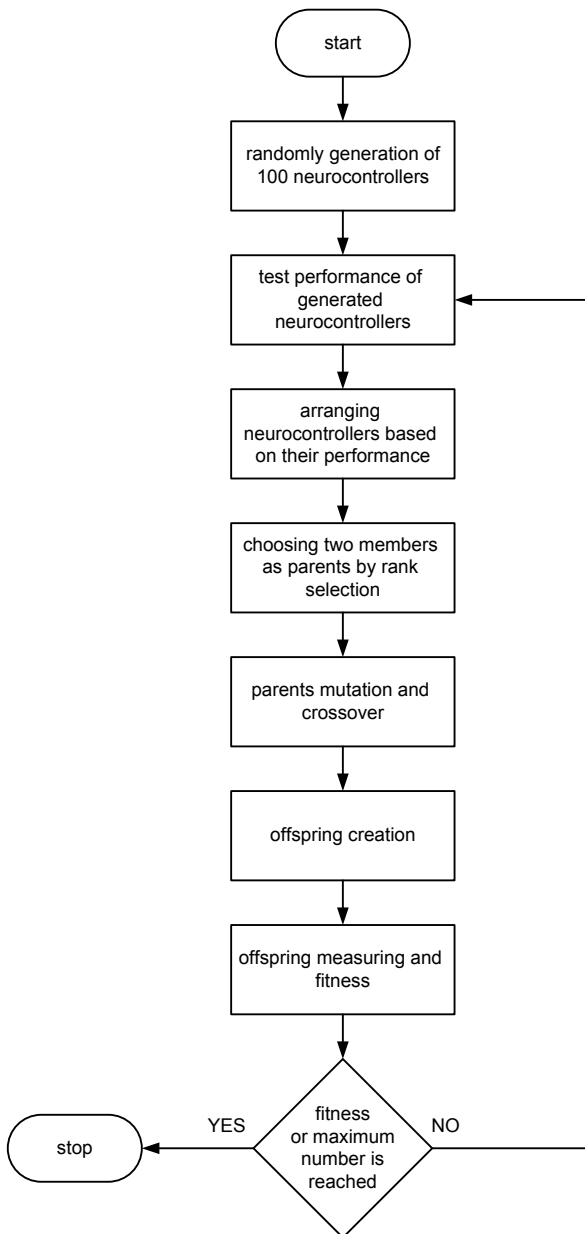 start
randomly generation of
100 neurocontrollers
test performance of
generated
neurocontrollers
arranging
neurocontrollers based
on their performance
choosing two members
as parents by rank
selection
parents mutation and
crossover
offspring creation
offspring measuring and
fitness
YES
fitness
or maximum
number is
reached
NO
stop